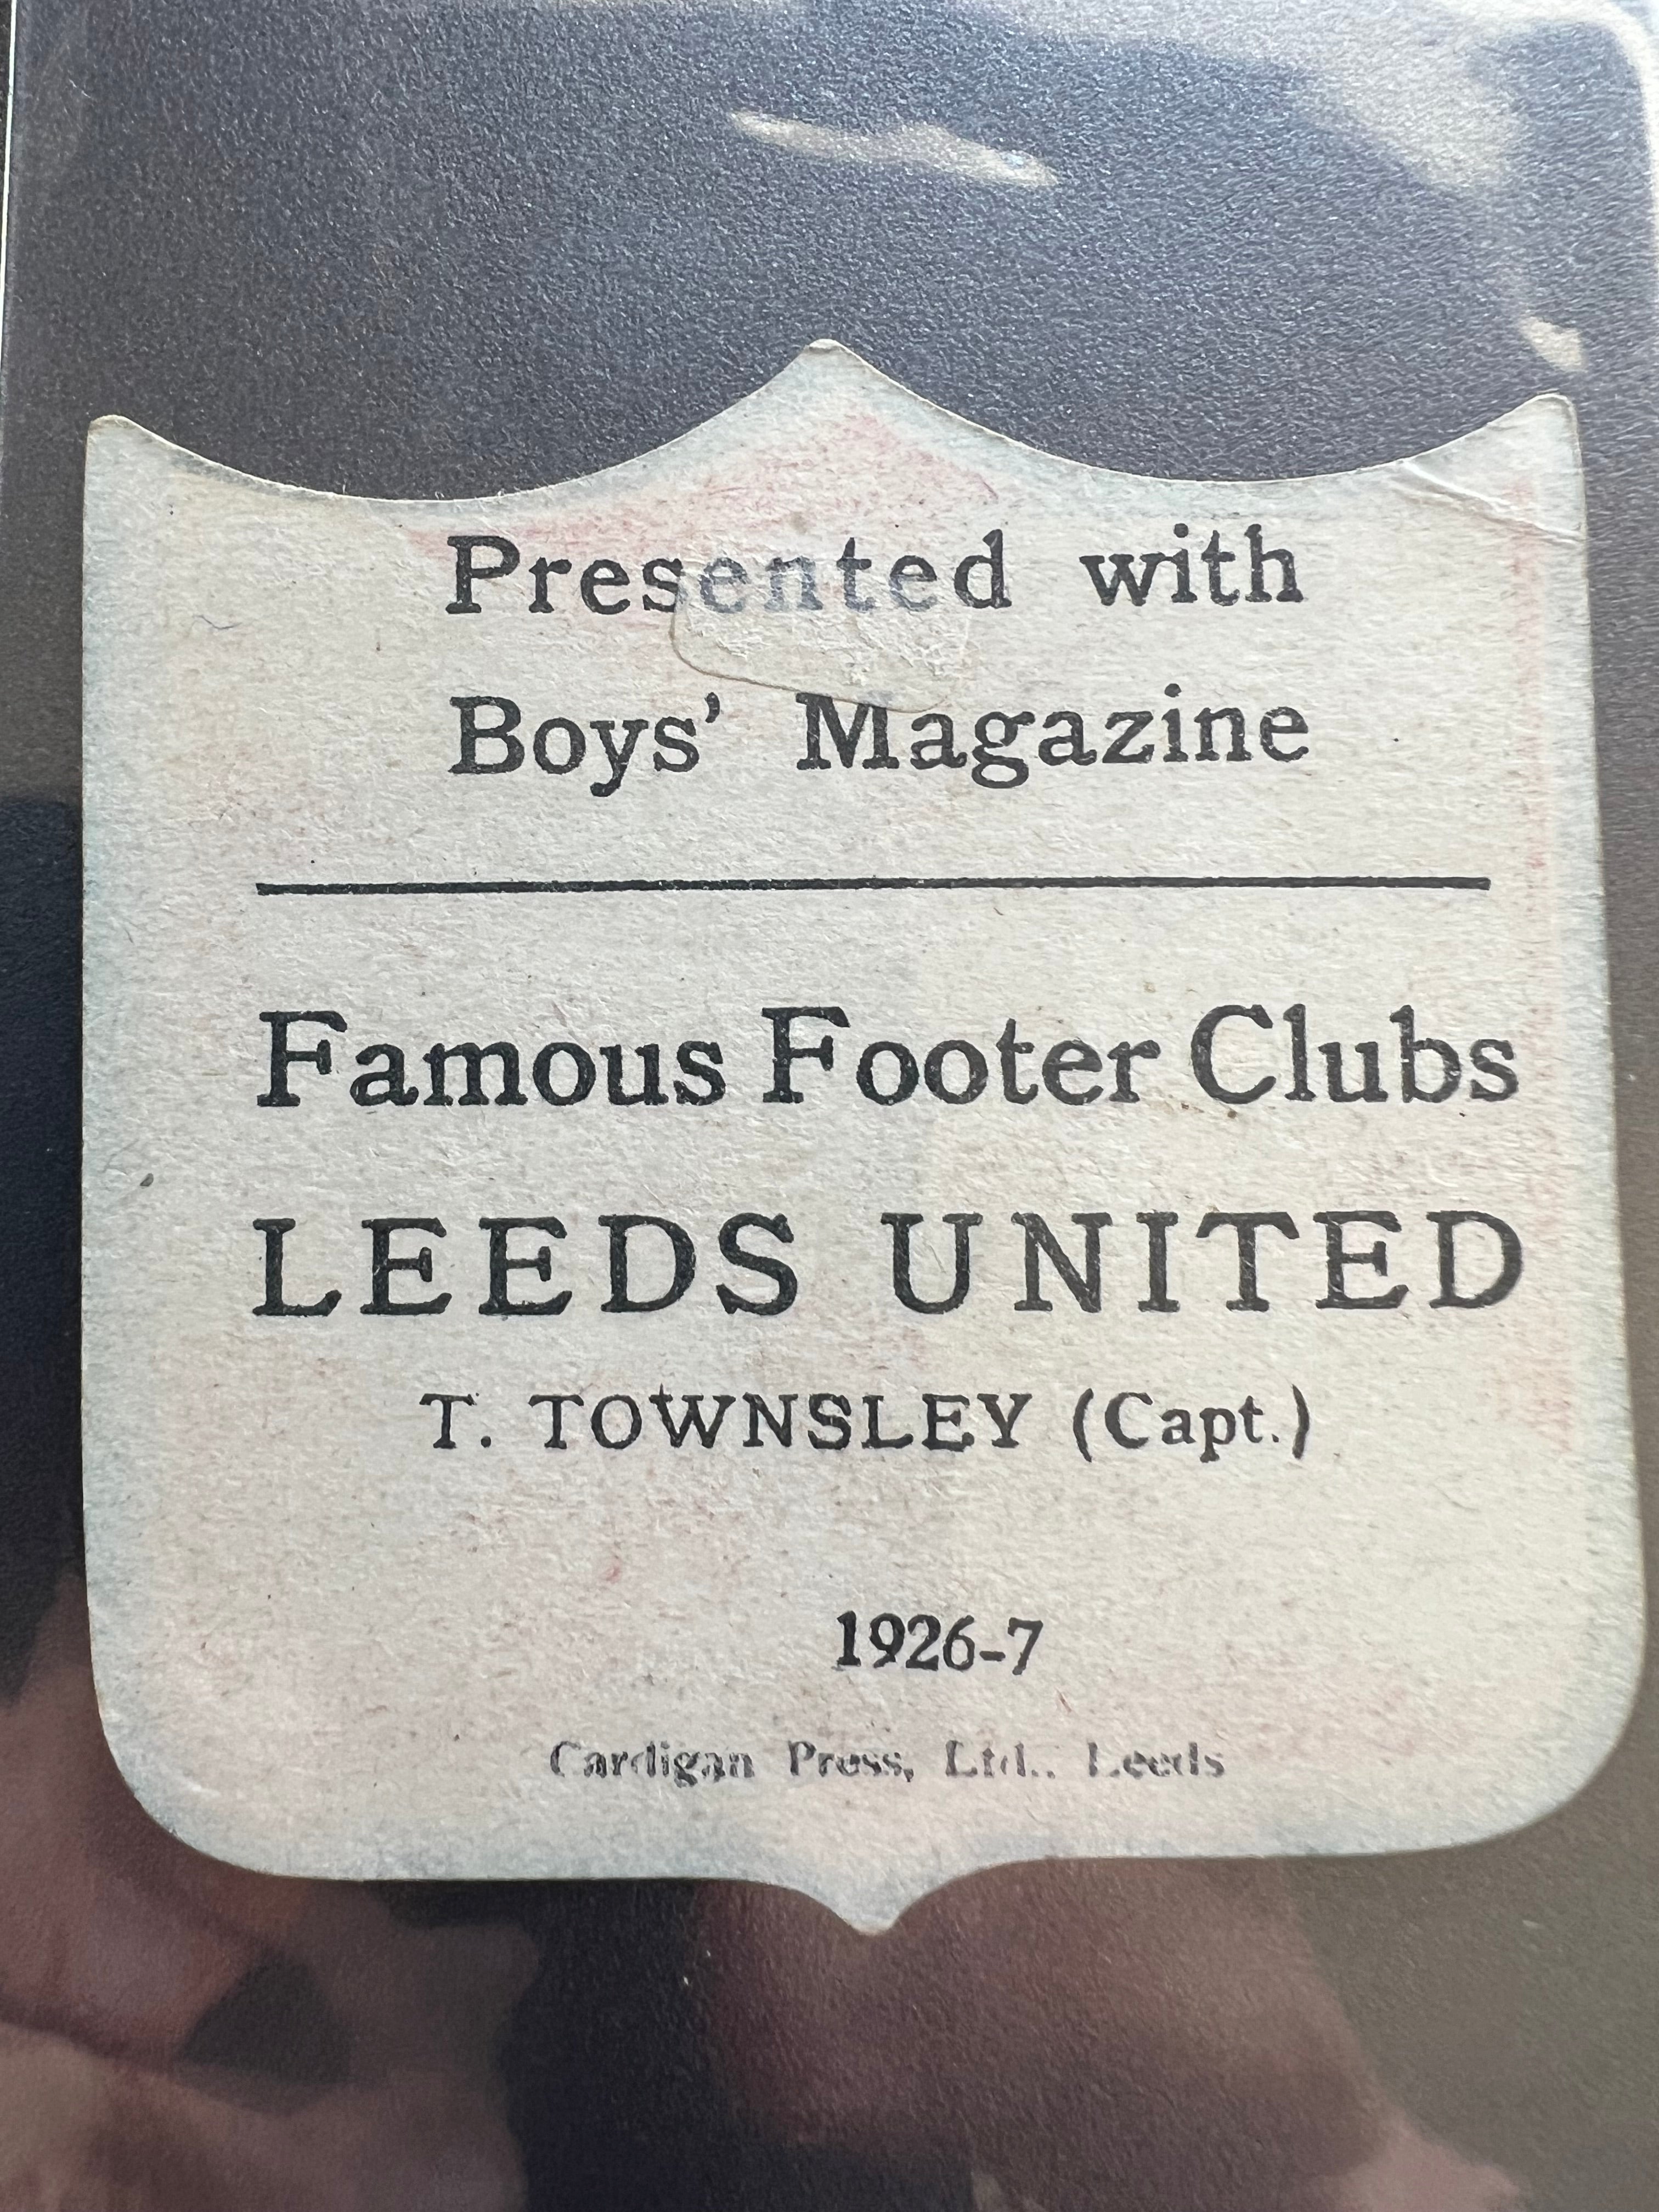 Presented with
Boys' Magazine
Famous Footer Clubs
LEEDS UNITED
T. TOWNSLEY (Capt.)
1926-7
Cardigan Press, Ltd., Leeds